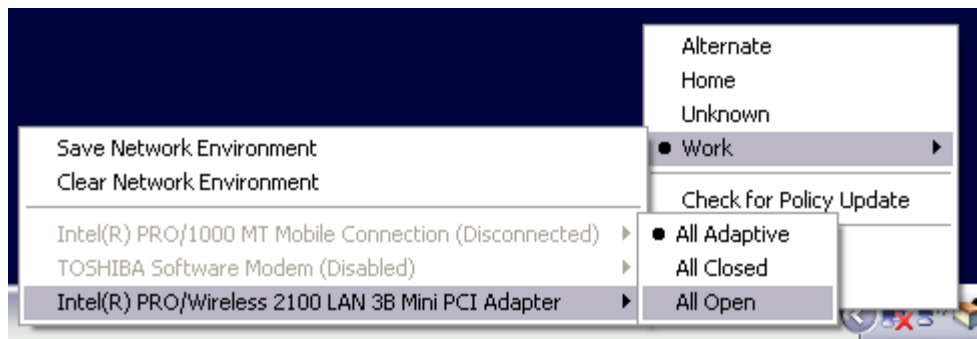 Alternate
Home
Unknown
Work
Check for Policy Update
Save Network Environment
Clear Network Environment
Intel(R) PRO/1000 MT Mobile Connection (Disconnected)
TOSHIBA Software Modem (Disabled)
Intel(R) PRO/Wireless 2100 LAN 3B Mini PCI Adapter
All Adaptive
All Closed
All Open